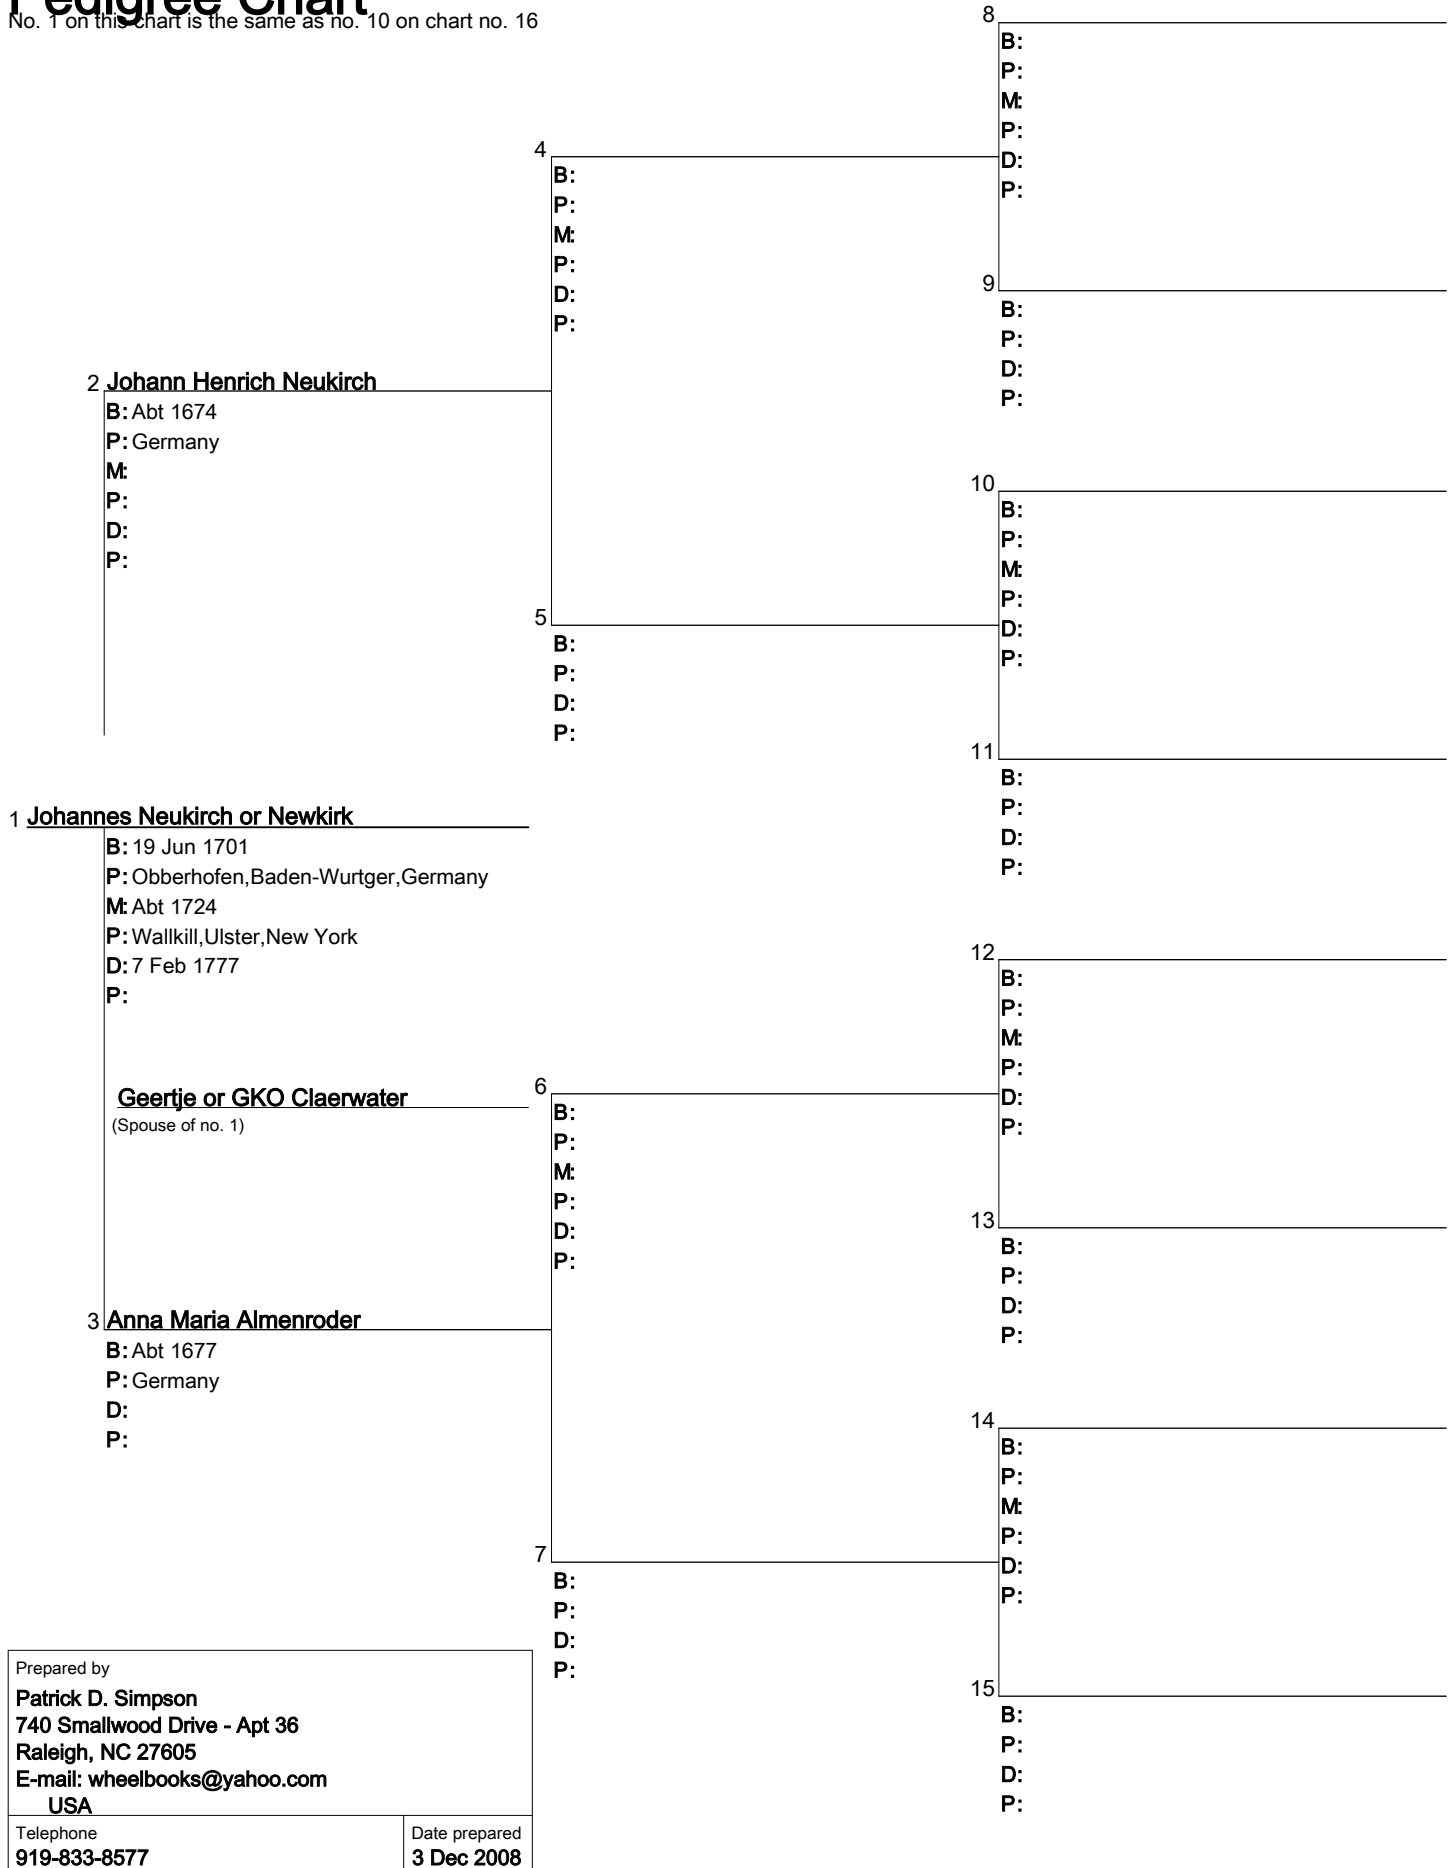 Pedigree Chart
No. 1 on this chart is the same as no. 10 on chart no. 16
8
B:
P:
M:
P:
D:
P:
4
B:
P:
M:
P:
D:
P:
9
B:
P:
D:
P:
2 Johann Henrich Neukirch
B: Abt 1674
P: Germany
M:
P:
D:
P:
10
B:
P:
M:
P:
D:
P:
5
B:
P:
D:
P:
11
B:
P:
D:
P:
1 Johannes Neukirch or Newkirk
B: 19 Jun 1701
P: Obberhofen,Baden-Wurtger,Germany
M: Abt 1724
P: Wallkill,Ulster,New York
D: 7 Feb 1777
P:
12
B:
P:
M:
P:
D:
P:
Geertje or GKO Claerwater
(Spouse of no. 1)
6
B:
P:
M:
P:
D:
P:
13
B:
P:
D:
P:
3 Anna Maria Almenroder
B: Abt 1677
P: Germany
D:
P:
14
B:
P:
M:
P:
D:
P:
7
B:
P:
D:
P:
15
B:
P:
D:
P:
Prepared by
Patrick D. Simpson
740 Smallwood Drive - Apt 36
Raleigh, NC 27605
E-mail: wheelbooks@yahoo.com
USA
Telephone
919-833-8577
Date prepared
3 Dec 2008